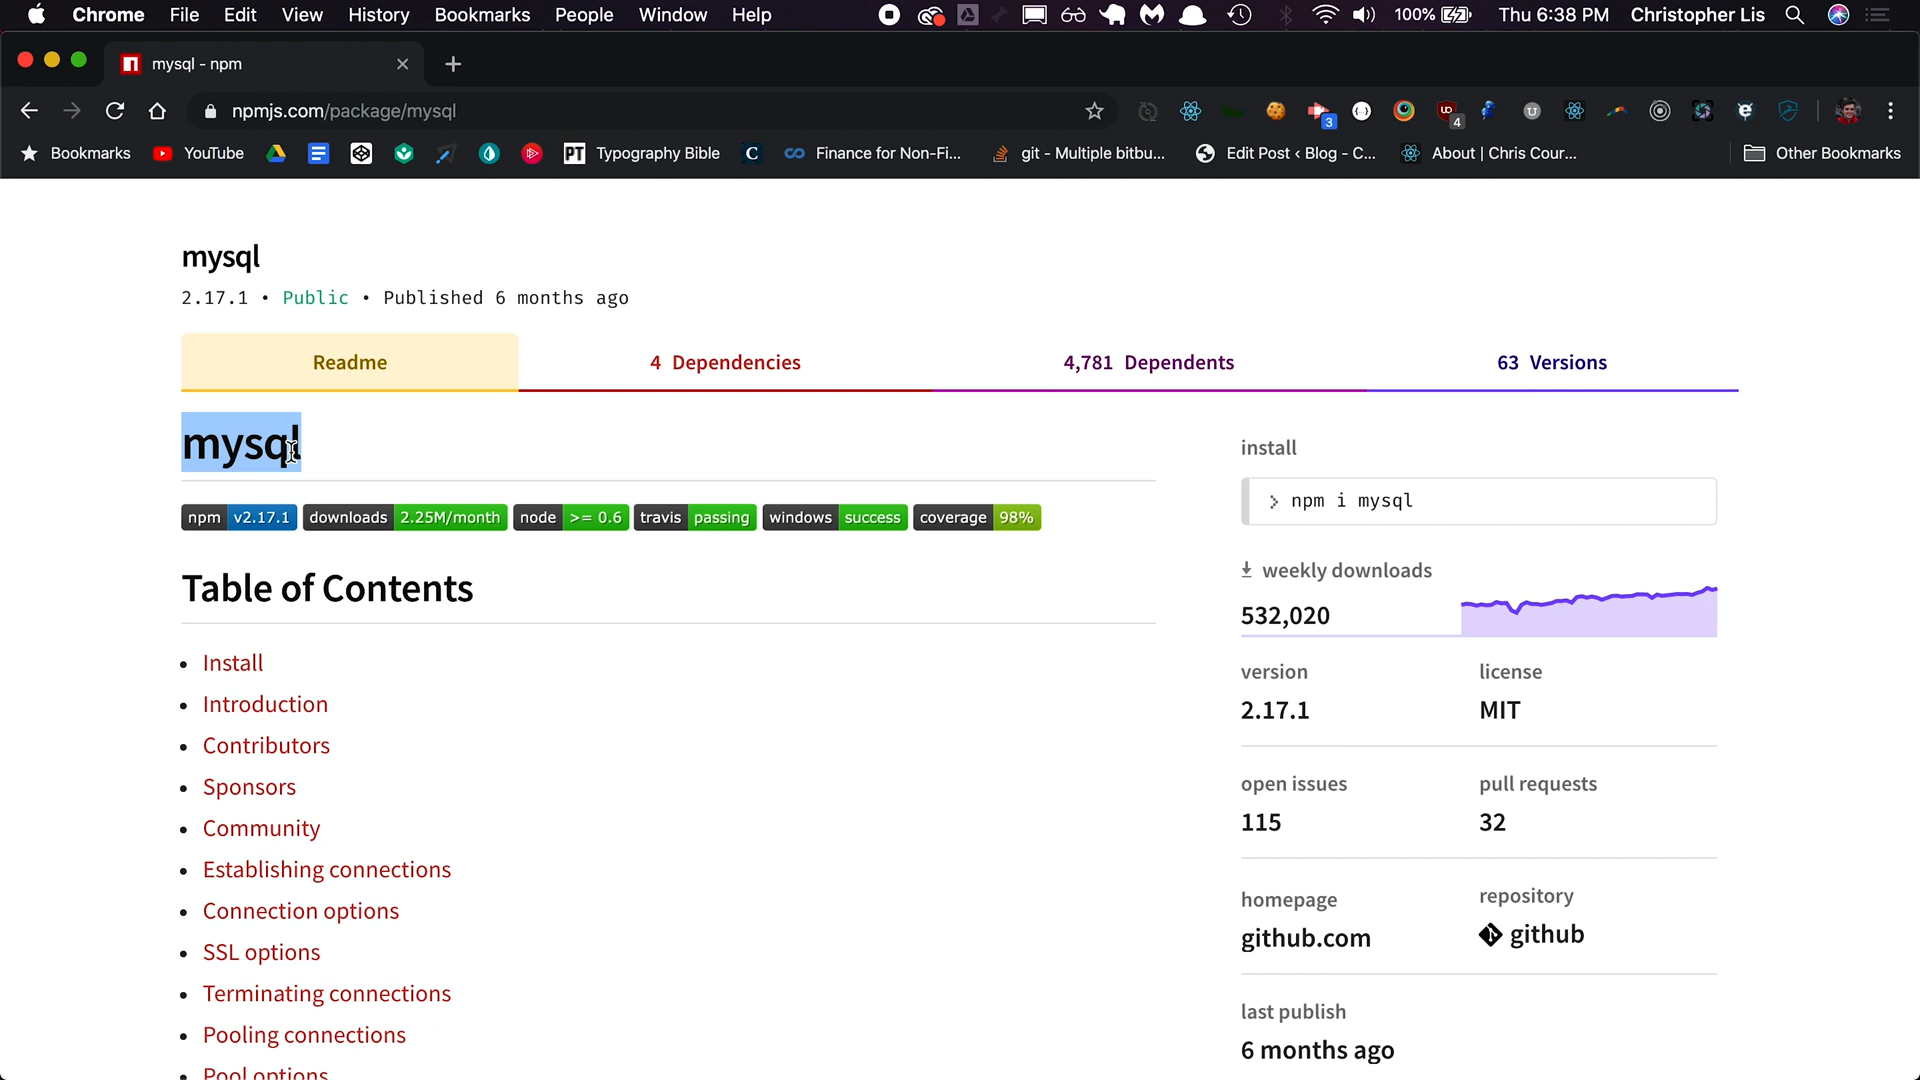 Chrome File Edit View History Bookmarks People Window Help 100% Thu 6:38 PM Christopher Lis
mysql - npm
npmjs.com/package/mysql 3 4
Bookmarks YouTube PT Typography Bible C Finance for Non-Fi... git - Multiple bitbu... Edit Post ‹ Blog - C... About | Chris Cour... Other Bookmarks
mysql
2.17.1 • Public • Published 6 months ago
Readme 4 Dependencies 4,781 Dependents 63 Versions
mysql
npm v2.17.1 downloads 2.25M/month node >= 0.6 travis passing windows success coverage 98%
Table of Contents
• Install
• Introduction
• Contributors
• Sponsors
• Community
• Establishing connections
• Connection options
• SSL options
• Terminating connections
• Pooling connections
• Pool options
install
> npm i mysql
weekly downloads
532,020
version license
2.17.1 MIT
open issues pull requests
115 32
homepage repository
github.com github
last publish
6 months ago